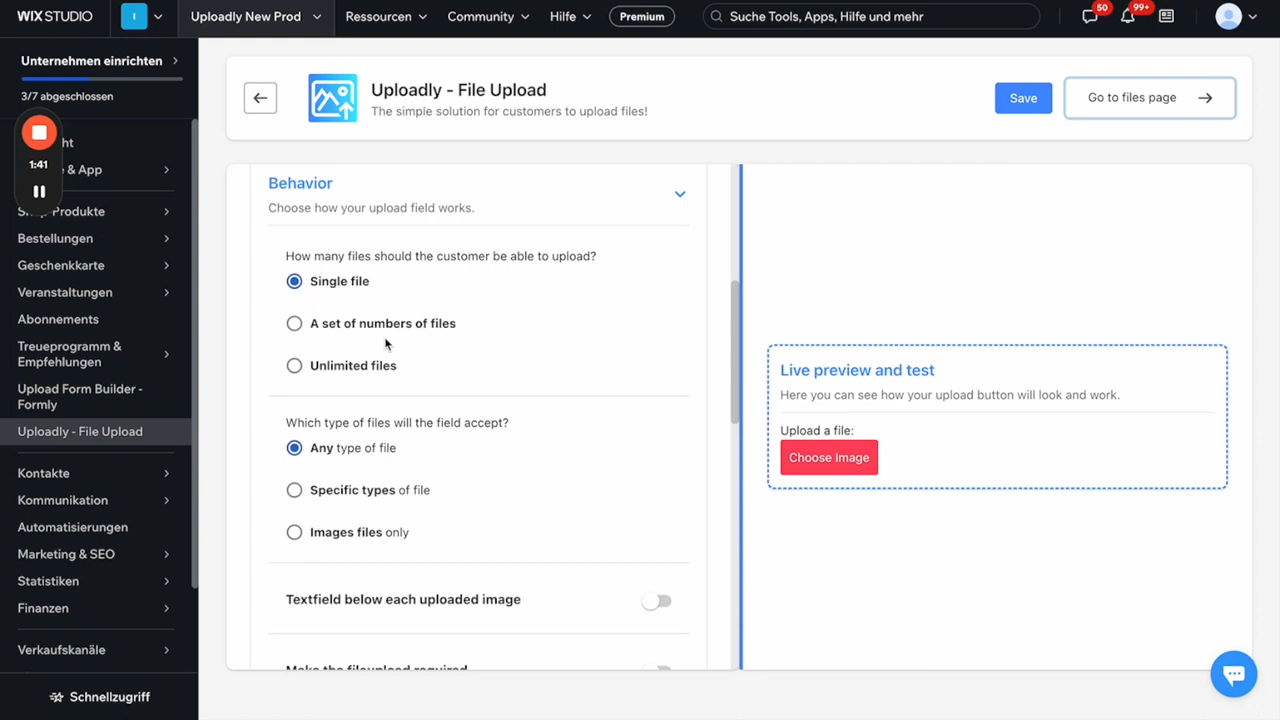 WIX STUDIO
I
Uploadly New Prod
Ressourcen
Community
Hilfe
Premium
Suche Tools, Apps, Hilfe und mehr
50
99+
Unternehmen einrichten
3/7 abgeschlossen
1:41
ht
& App
Shop-Produkte
Bestellungen
Geschenkkarte
Veranstaltungen
Abonnements
Treueprogramm &
Empfehlungen
Upload Form Builder -
Formly
Uploadly - File Upload
Kontakte
Kommunikation
Automatisierungen
Marketing & SEO
Statistiken
Finanzen
Verkaufskanäle
Schnellzugriff
Uploadly - File Upload
The simple solution for customers to upload files!
Save
Go to files page
Behavior
Choose how your upload field works.
How many files should the customer be able to upload?
Single file
A set of numbers of files
Unlimited files
Which type of files will the field accept?
Any type of file
Specific types of file
Images files only
Textfield below each uploaded image
Make the fileupload required
Live preview and test
Here you can see how your upload button will look and work.
Upload a file:
Choose Image